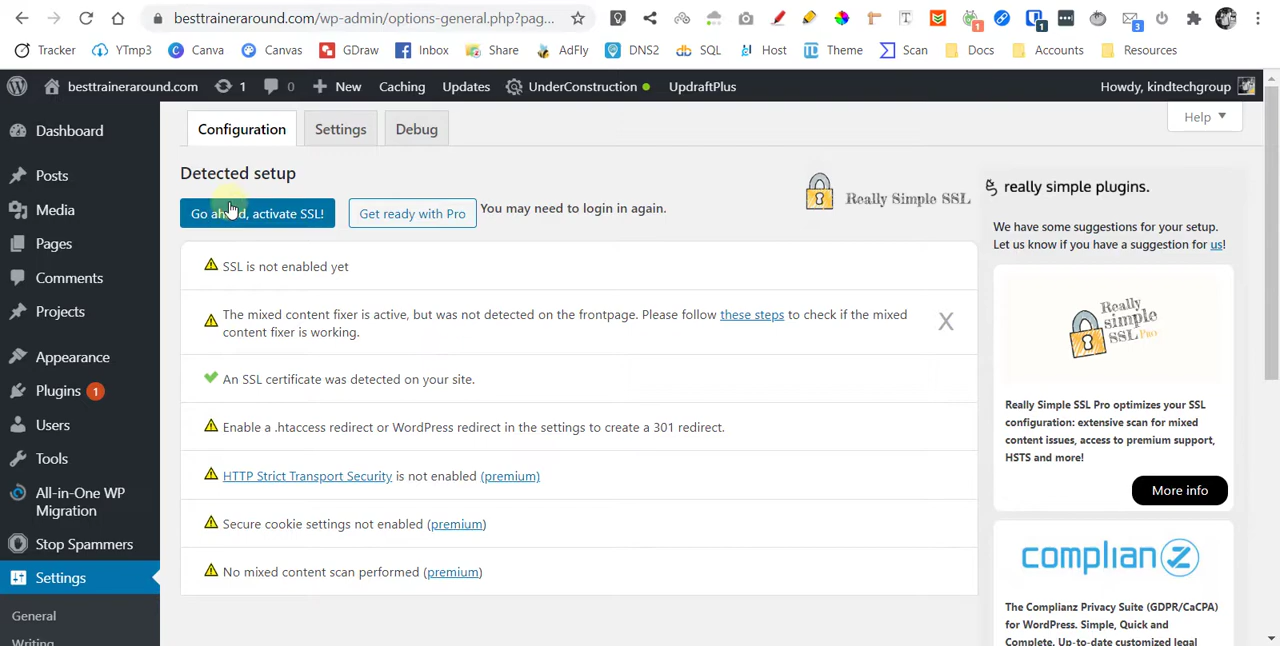 besttraineraround.com/wp-admin/options-general.php?pag...
1
1
3
Tracker
YTmp3
Canva
Canvas
GDraw
Inbox
Share
AdFly
DNS2
SQL
Host
Theme
Scan
Docs
Accounts
Resources
besttraineraround.com
1
0
New
Caching
Updates
UnderConstruction
UpdraftPlus
Howdy, kindtechgroup
Dashboard
Posts
Media
Pages
Comments
Projects
Appearance
Plugins 1
Users
Tools
All-in-One WP
Migration
Stop Spammers
Settings
General
Writing
Configuration
Settings
Debug
Help
Detected setup
Go ahead, activate SSL!
Get ready with Pro
You may need to login in again.
Really Simple SSL
SSL is not enabled yet
The mixed content fixer is active, but was not detected on the frontpage. Please follow these steps to check if the mixed
content fixer is working.
X
An SSL certificate was detected on your site.
Enable a .htaccess redirect or WordPress redirect in the settings to create a 301 redirect.
HTTP Strict Transport Security is not enabled (premium)
Secure cookie settings not enabled (premium)
No mixed content scan performed (premium)
really simple plugins.
We have some suggestions for your setup.
Let us know if you have a suggestion for us!
Really
simple
SSL Pro
Really Simple SSL Pro optimizes your SSL
configuration: extensive scan for mixed
content issues, access to premium support,
HSTS and more!
More info
complianZ
The Complianz Privacy Suite (GDPR/CaCPA)
for WordPress. Simple, Quick and
Complete. Up-to-date customized legal